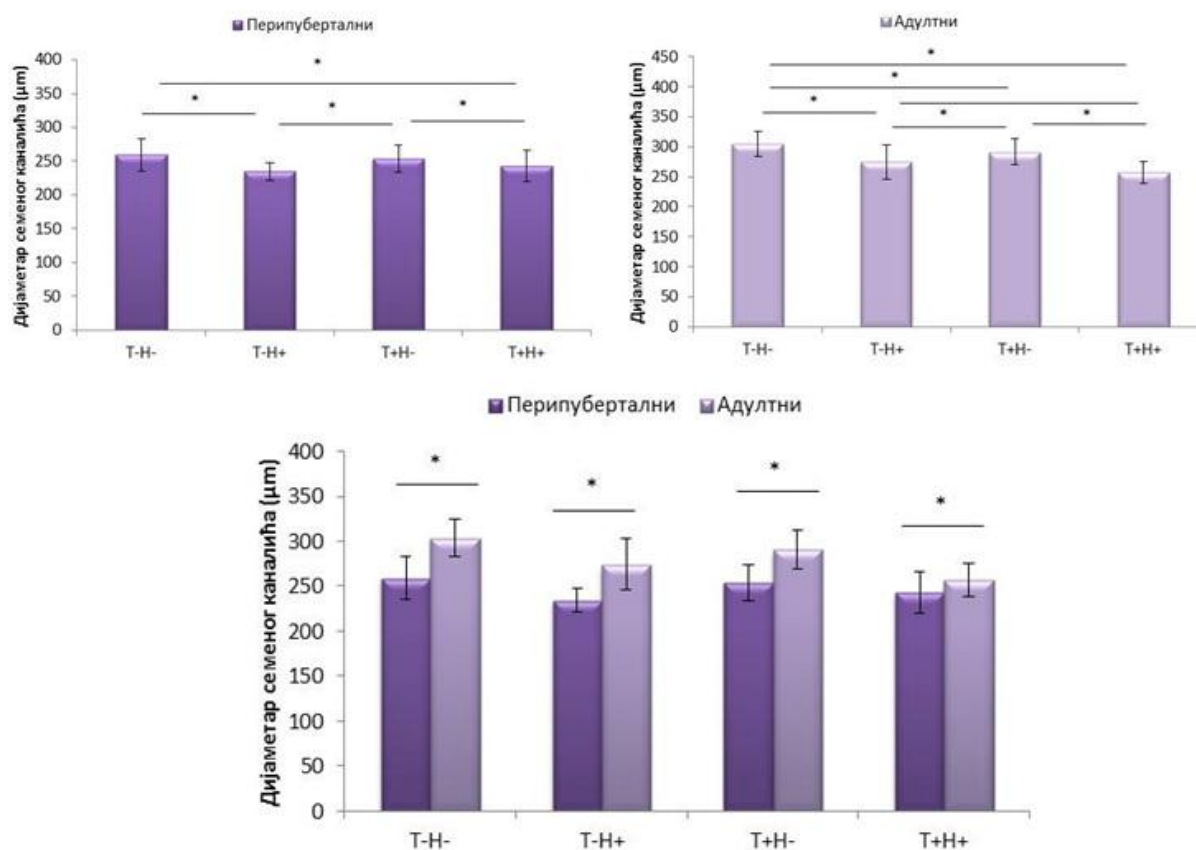 Перипубертални
Дијаметар семеног каналића (µm)
400
350
300
250
200
150
100
50
0
*
*
*
*
Т-Н-
Т-Н+
Т+Н-
Т+Н+
Адултни
Дијаметар семеног каналића (µm)
450
400
350
300
250
200
150
100
50
0
*
*
*
*
*
Т-Н-
Т-Н+
Т+Н-
Т+Н+
Перипубертални Адултни
Дијаметар семеног каналића (µm)
400
350
300
250
200
150
100
50
0
*
*
*
*
Т-Н-
Т-Н+
Т+Н-
Т+Н+